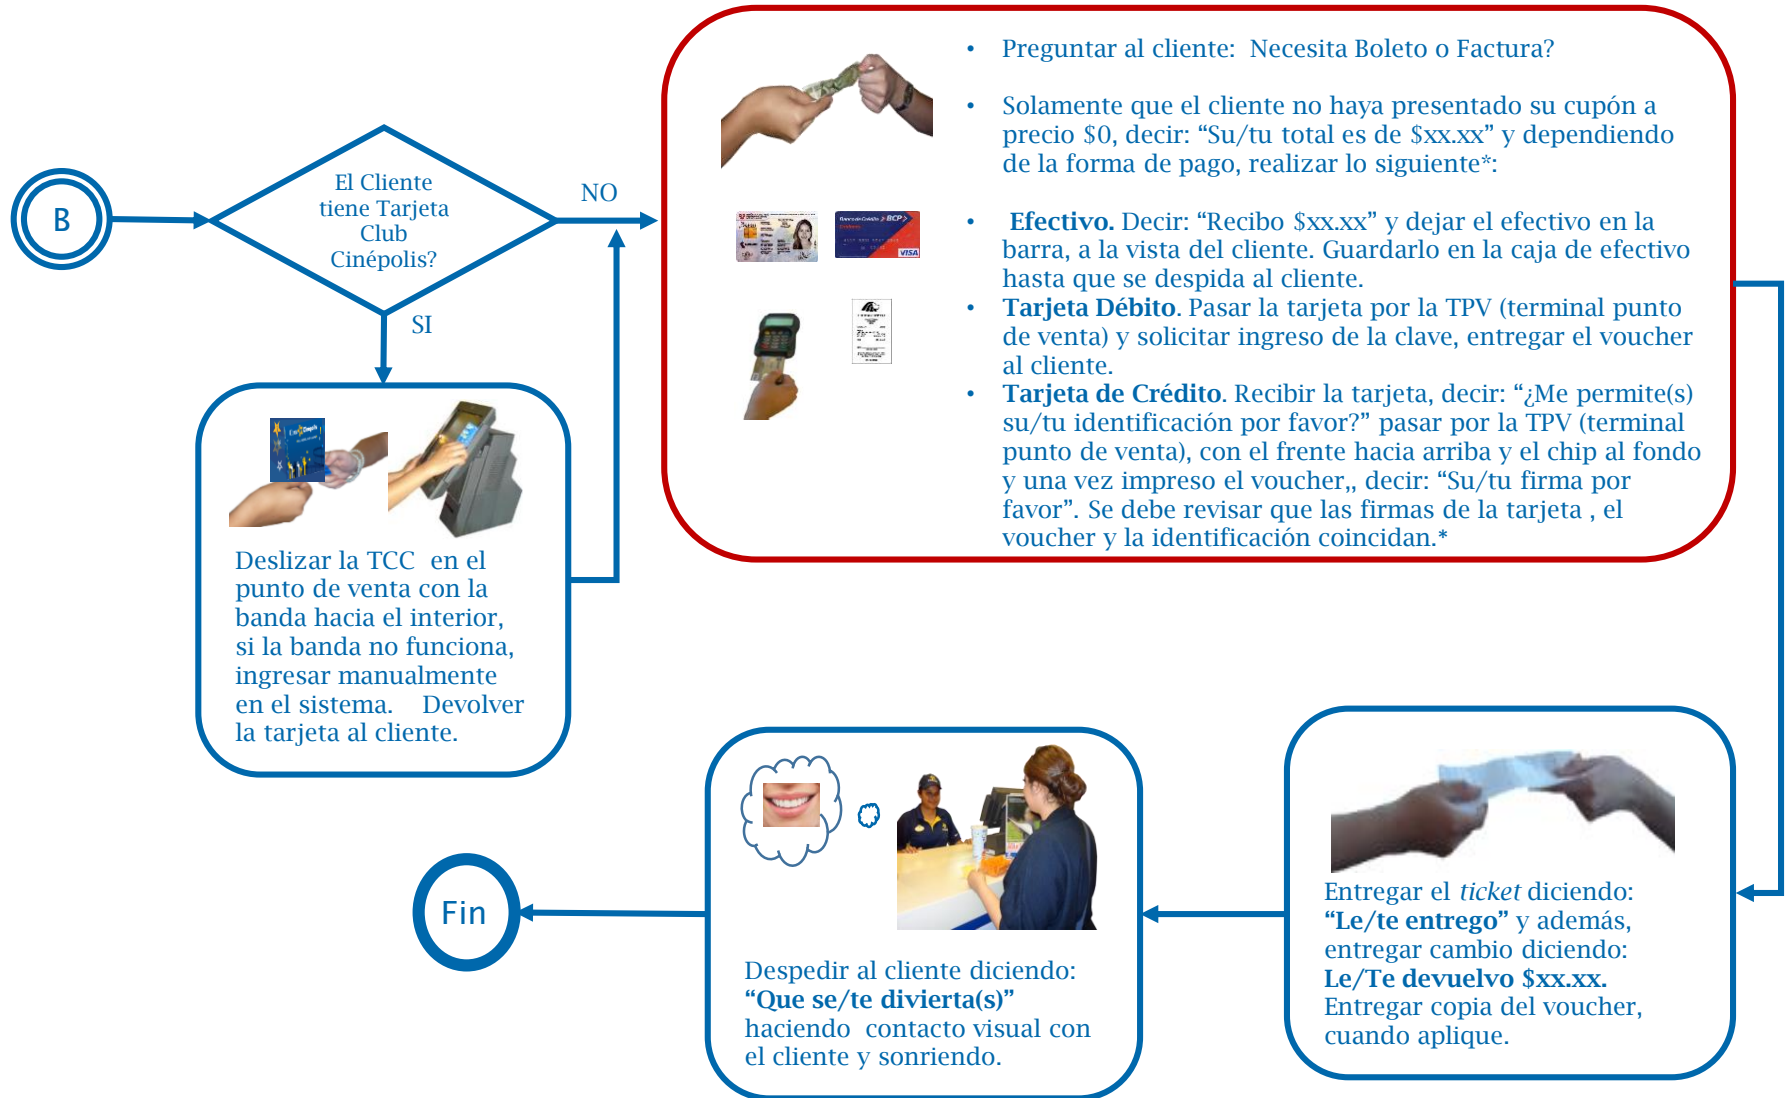 B
El Cliente
tiene Tarjeta
Club
Cinépolis?
NO
SI
Deslizar la TCC en el
punto de venta con la
banda hacia el interior,
si la banda no funciona,
ingresar manualmente
en el sistema. Devolver
la tarjeta al cliente.
• Preguntar al cliente: Necesita Boleto o Factura?
• Solamente que el cliente no haya presentado su cupón a
precio $0, decir: “Su/tu total es de $xx.xx” y dependiendo
de la forma de pago, realizar lo siguiente*:
• Efectivo. Decir: “Recibo $xx.xx” y dejar el efectivo en la
barra, a la vista del cliente. Guardarlo en la caja de efectivo
hasta que se despida al cliente.
• Tarjeta Débito. Pasar la tarjeta por la TPV (terminal punto
de venta) y solicitar ingreso de la clave, entregar el voucher
al cliente.
• Tarjeta de Crédito. Recibir la tarjeta, decir: “¿Me permite(s)
su/tu identificación por favor?” pasar por la TPV (terminal
punto de venta), con el frente hacia arriba y el chip al fondo
y una vez impreso el voucher,, decir: “Su/tu firma por
favor”. Se debe revisar que las firmas de la tarjeta , el
voucher y la identificación coincidan.*
Banco de Crédito BCP
VISA
Entregar el ticket diciendo:
“Le/te entrego” y además,
entregar cambio diciendo:
Le/Te devuelvo $xx.xx.
Entregar copia del voucher,
cuando aplique.
Despedir al cliente diciendo:
“Que se/te divierta(s)”
haciendo contacto visual con
el cliente y sonriendo.
Fin